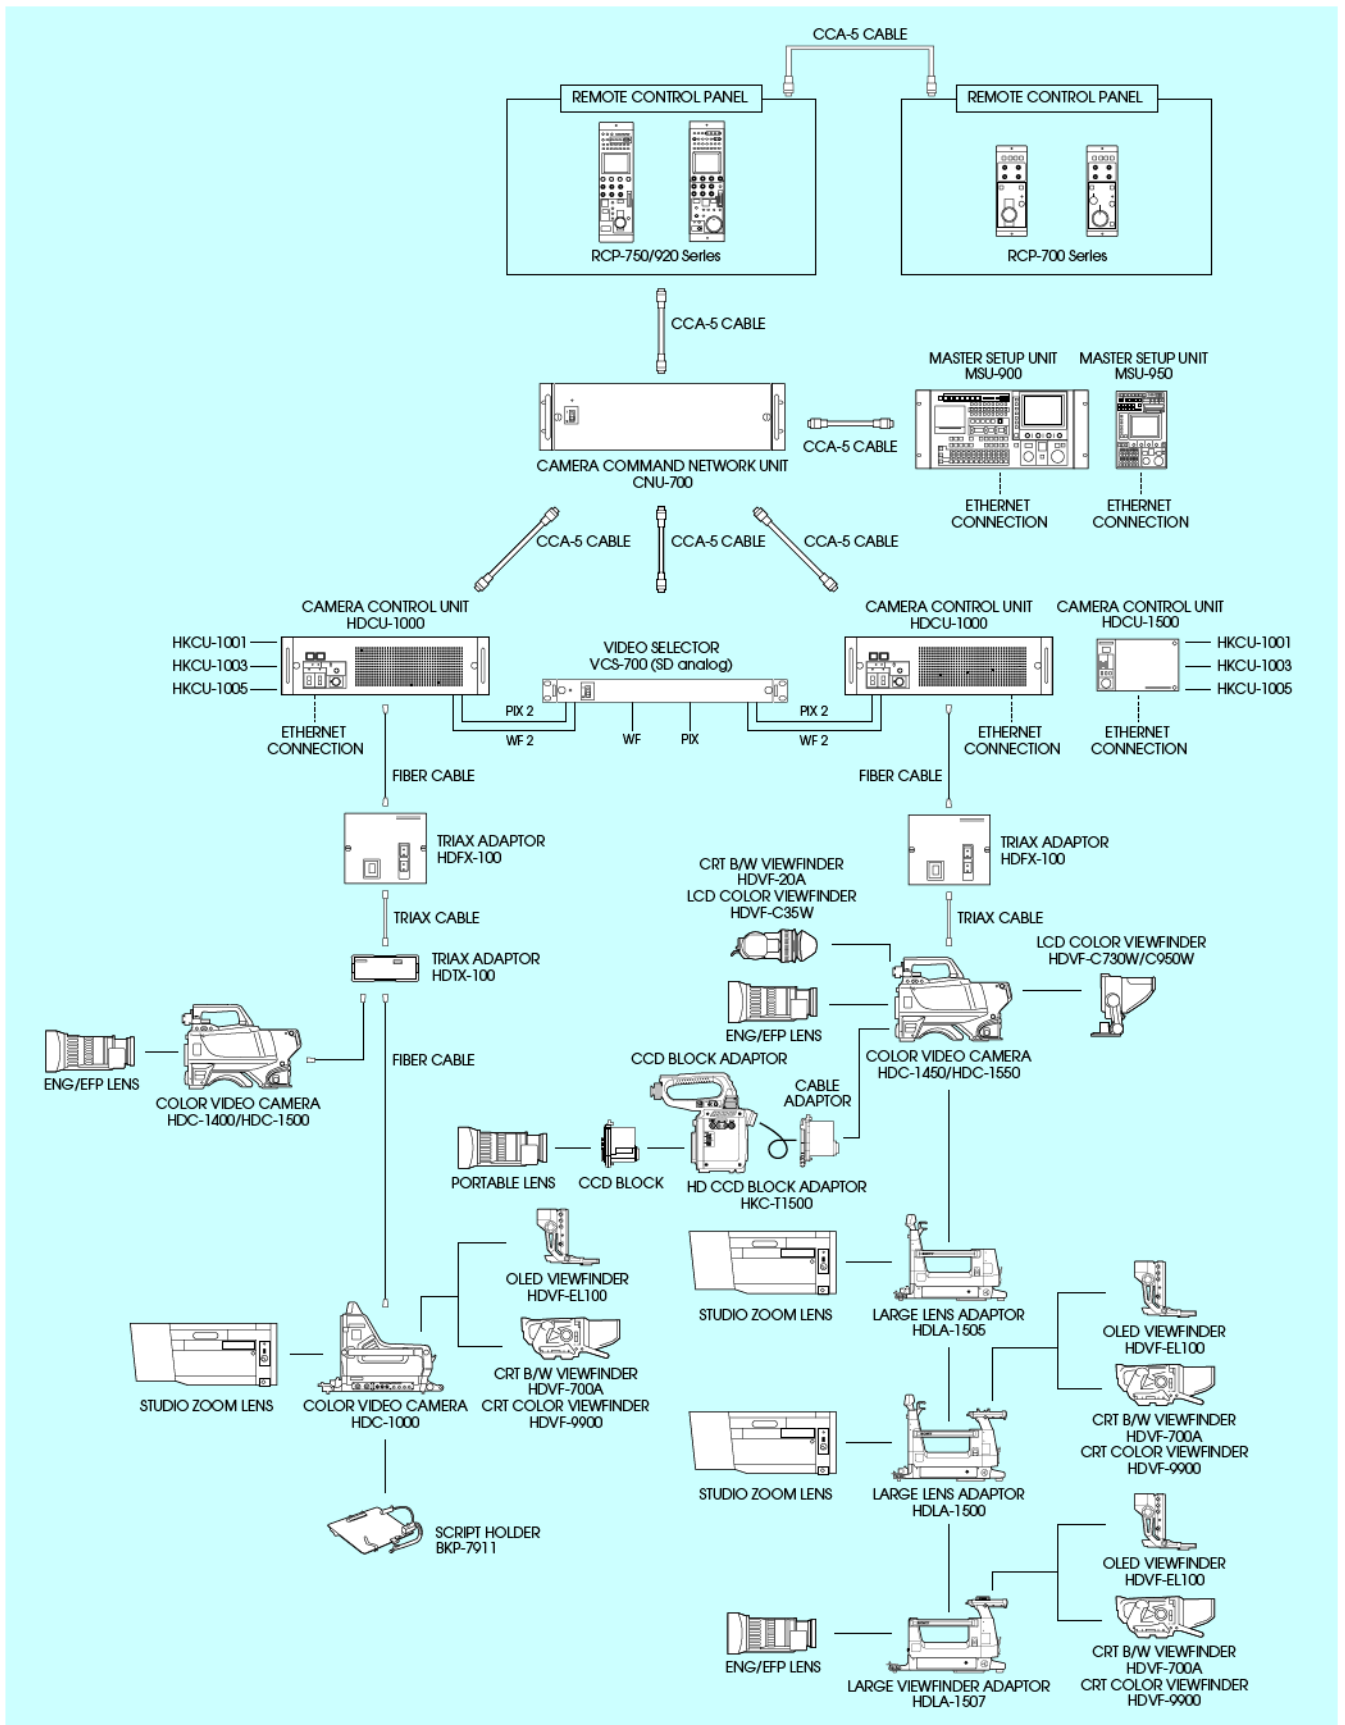 CCA-5 CABLE
REMOTE CONTROL PANEL
REMOTE CONTROL PANEL
RCP-750/920 Series
RCP-700 Series
CCA-5 CABLE
MASTER SETUP UNIT
MSU-900
MASTER SETUP UNIT
MSU-950
CCA-5 CABLE
CAMERA COMMAND NETWORK UNIT
CNU-700
ETHERNET
CONNECTION
ETHERNET
CONNECTION
CCA-5 CABLE
CCA-5 CABLE
CCA-5 CABLE
CAMERA CONTROL UNIT
HDCU-1000
HKCU-1001
HKCU-1003
HKCU-1005
VIDEO SELECTOR
VCS-700 (SD analog)
CAMERA CONTROL UNIT
HDCU-1000
CAMERA CONTROL UNIT
HDCU-1500
HKCU-1001
HKCU-1003
HKCU-1005
ETHERNET
CONNECTION
PIX 2
WF 2
WF
PIX
PIX 2
WF 2
ETHERNET
CONNECTION
ETHERNET
CONNECTION
FIBER CABLE
FIBER CABLE
TRIAX ADAPTOR
HDFX-100
TRIAX ADAPTOR
HDFX-100
CRT B/W VIEWFINDER
HDVF-20A
LCD COLOR VIEWFINDER
HDVF-C35W
TRIAX CABLE
TRIAX CABLE
LCD COLOR VIEWFINDER
HDVF-C730W/C950W
TRIAX ADAPTOR
HDTX-100
ENG/EFP LENS
COLOR VIDEO CAMERA
HDC-1450/HDC-1550
FIBER CABLE
ENG/EFP LENS
COLOR VIDEO CAMERA
HDC-1400/HDC-1500
CCD BLOCK ADAPTOR
CABLE
ADAPTOR
PORTABLE LENS
CCD BLOCK
HD CCD BLOCK ADAPTOR
HKC-T1500
OLED VIEWFINDER
HDVF-EL100
STUDIO ZOOM LENS
LARGE LENS ADAPTOR
HDLA-1505
OLED VIEWFINDER
HDVF-EL100
CRT B/W VIEWFINDER
HDVF-700A
CRT COLOR VIEWFINDER
HDVF-9900
STUDIO ZOOM LENS
COLOR VIDEO CAMERA
HDC-1000
CRT B/W VIEWFINDER
HDVF-700A
CRT COLOR VIEWFINDER
HDVF-9900
STUDIO ZOOM LENS
LARGE LENS ADAPTOR
HDLA-1500
SCRIPT HOLDER
BKP-7911
OLED VIEWFINDER
HDVF-EL100
ENG/EFP LENS
LARGE VIEWFINDER ADAPTOR
HDLA-1507
CRT B/W VIEWFINDER
HDVF-700A
CRT COLOR VIEWFINDER
HDVF-9900